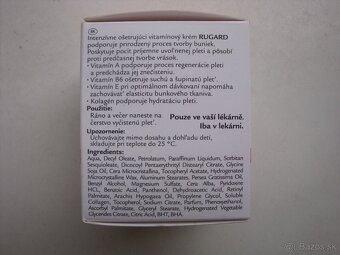 SK
Intenzívne ošetrujúci vitamínový krém RUGARD
podporuje prirodzený proces tvorby buniek.
Poskytuje pocit príjemne uvoľnenej pleti a pôsobí
proti predčasnej tvorbe vrások.
• Vitamín A podporuje proces regenerácie pleti a
predchádza jej znečisteniu.
• Vitamín B6 ošetruje suchú a šupinatú pleť.
• Vitamín E pri optimálnom dávkovaní napomáha
zachovávať elasticitu bunkového tkaniva.
• Kolagén podporuje hydratáciu pleti.
Použitie:
Ráno a večer naneste na
čerstvo vyčistenú pleť.
Pouze ve vaší lékárně.
Iba v lekárni.
Upozornenie:
Uchovávajte mimo dosahu a dohľadu detí,
skladujte pri teplote do 25 °C.
Ingredients:
Aqua, Decyl Oleate, Petrolatum, Paraffinum Liquidum, Sorbitan
Sesquioleate, Dicocoyl Pentaerythrityl Distearyl Citrate, Glycine
Soja Oil, Cera Microcristallina, Tocopheryl Acetate, Hydrogenated
Microcrystalline Wax, Aluminum Stearates, Persea Gratissima Oil,
Benzyl Alcohol, Magnesium Sulfate, Cera Alba, Pyridoxine
HCL, Benzoic Acid, Parfum, Panthenol, Dehydroacetic Acid, Retinyl
Palmitate, Arachis Hypogaea Oil, Propylene Glycol, Soluble
Collagen, Tocopherol, Sodium Citrate, Parfum, Phenoxyethanol,
Ascorbyl Palmitate, Glyceryl Stearate, Hydrogenated Vegetable
Glycerides Citrate, Citric Acid, BHT, BHA
bazos.sk